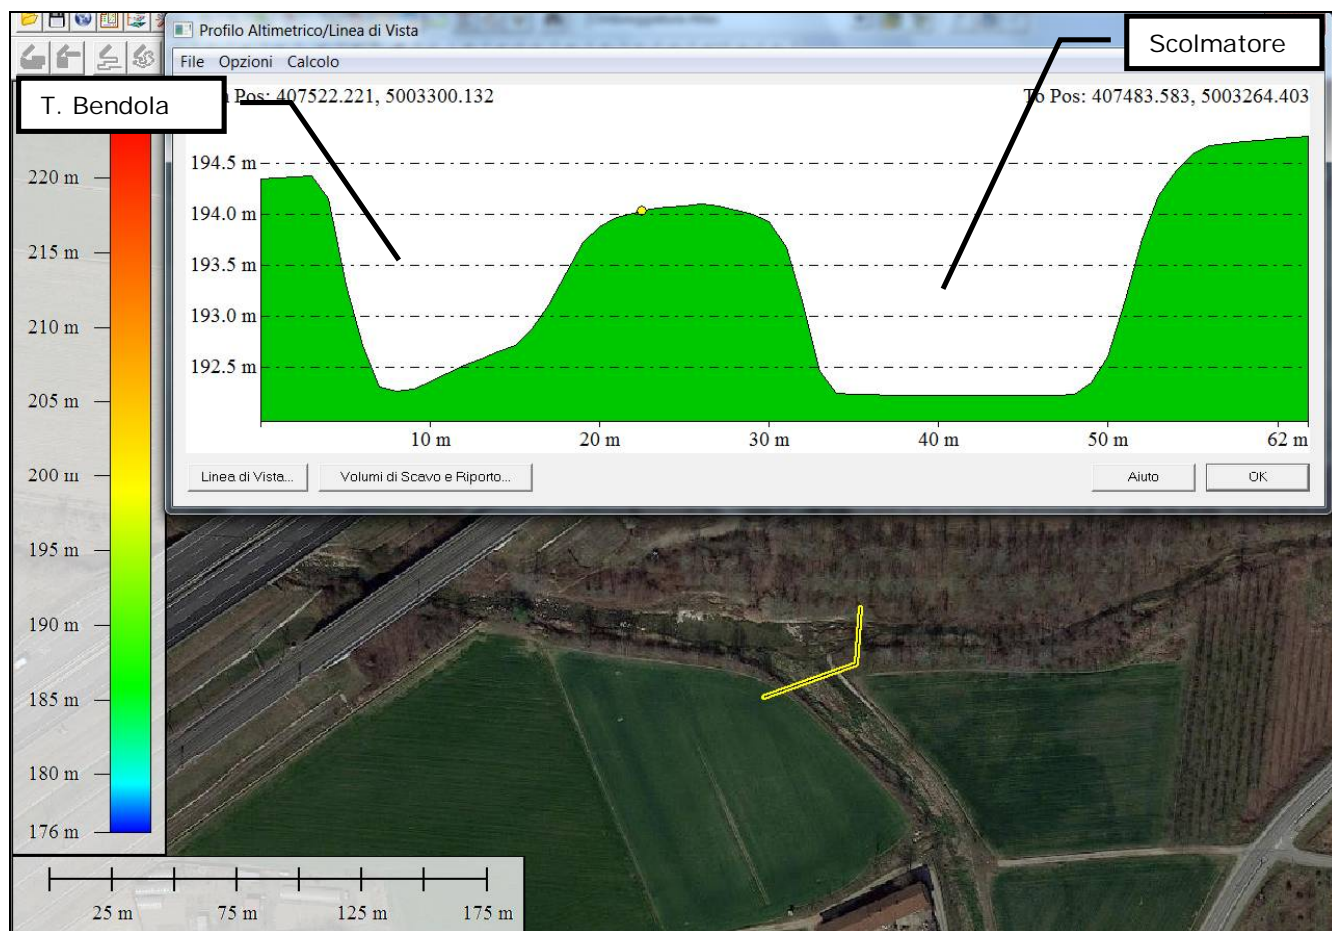 Profilo Altimetrico/Linea di Vista
Scolmatore
File Opzioni Calcolo
T. Bendola
Pos: 407522.221, 5003300.132
To Pos: 407483.583, 5003264.403
194.5 m
194.0 m
193.5 m
193.0 m
192.5 m
10 m 20 m 30 m 40 m 50 m 62 m
Linea di Vista... Volumi di Scavo e Riporto... Aiuto OK
220 m
215 m
210 m
205 m
200 m
195 m
190 m
185 m
180 m
176 m
25 m 75 m 125 m 175 m